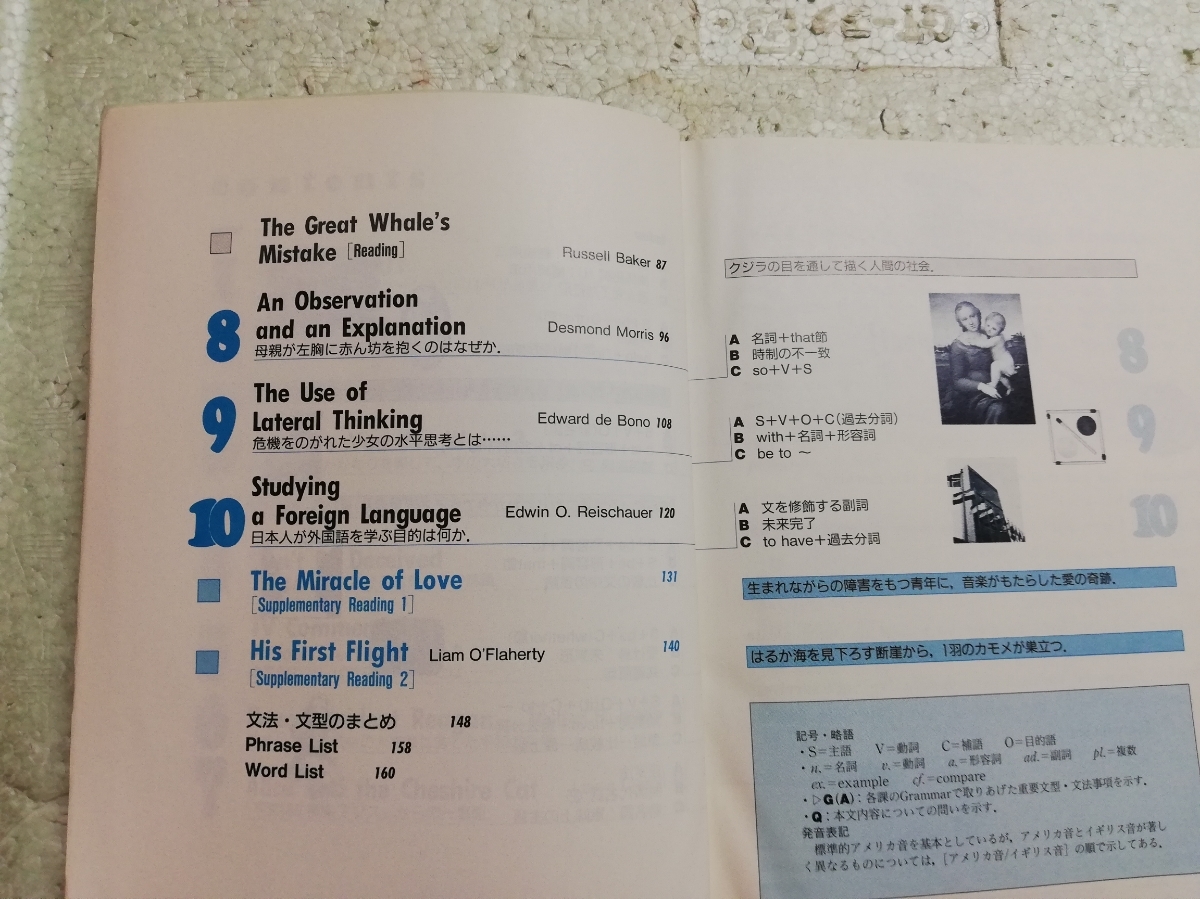 The Great Whale's
Mistake [Reading]
Russell Baker 87
8
An Observation
and an Explanation
Desmond Morris 96
母親が左胸に赤ん坊を抱くのはなぜか.
9
The Use of
Lateral Thinking
Edward de Bono 108
危機をのがれた少女の水平思考とは……
10
Studying
a Foreign Language
Edwin O. Reischauer 120
日本人が外国語を学ぶ目的は何か.
The Miracle of Love
131
[Supplementary Reading 1]
His First Flight
Liam O'Flaherty
140
[Supplementary Reading 2]
文法・文型のまとめ 148
Phrase List 158
Word List 160
クジラの目を通して描く人間の社会.
A 名詞+that節
B 時制の不一致
C so+V+S
8
A S+V+O+C(過去分詞)
B with+名詞+形容詞
C be to ～
9
A 文を修飾する副詞
B 未来完了
C to have+過去分詞
10
生まれながらの障害をもつ青年に, 音楽がもたらした愛の奇跡.
はるか海を見下ろす断崖から, 1羽のカモメが巣立つ.
記号・略語
・S=主語 V=動詞 C=補語 O=目的語
・n.=名詞 v.=動詞 a.=形容詞 ad.=副詞 pl.=複数
ex.=example cf.=compare
・▷G(A)：各課のGrammarで取りあげた重要文型・文法事項を示す.
・Q：本文内容についての問いを示す.
発音表記
標準的アメリカ音を基本としているが, アメリカ音とイギリス音が著し
く異なるものについては, [アメリカ音/イギリス音] の順で示してある.